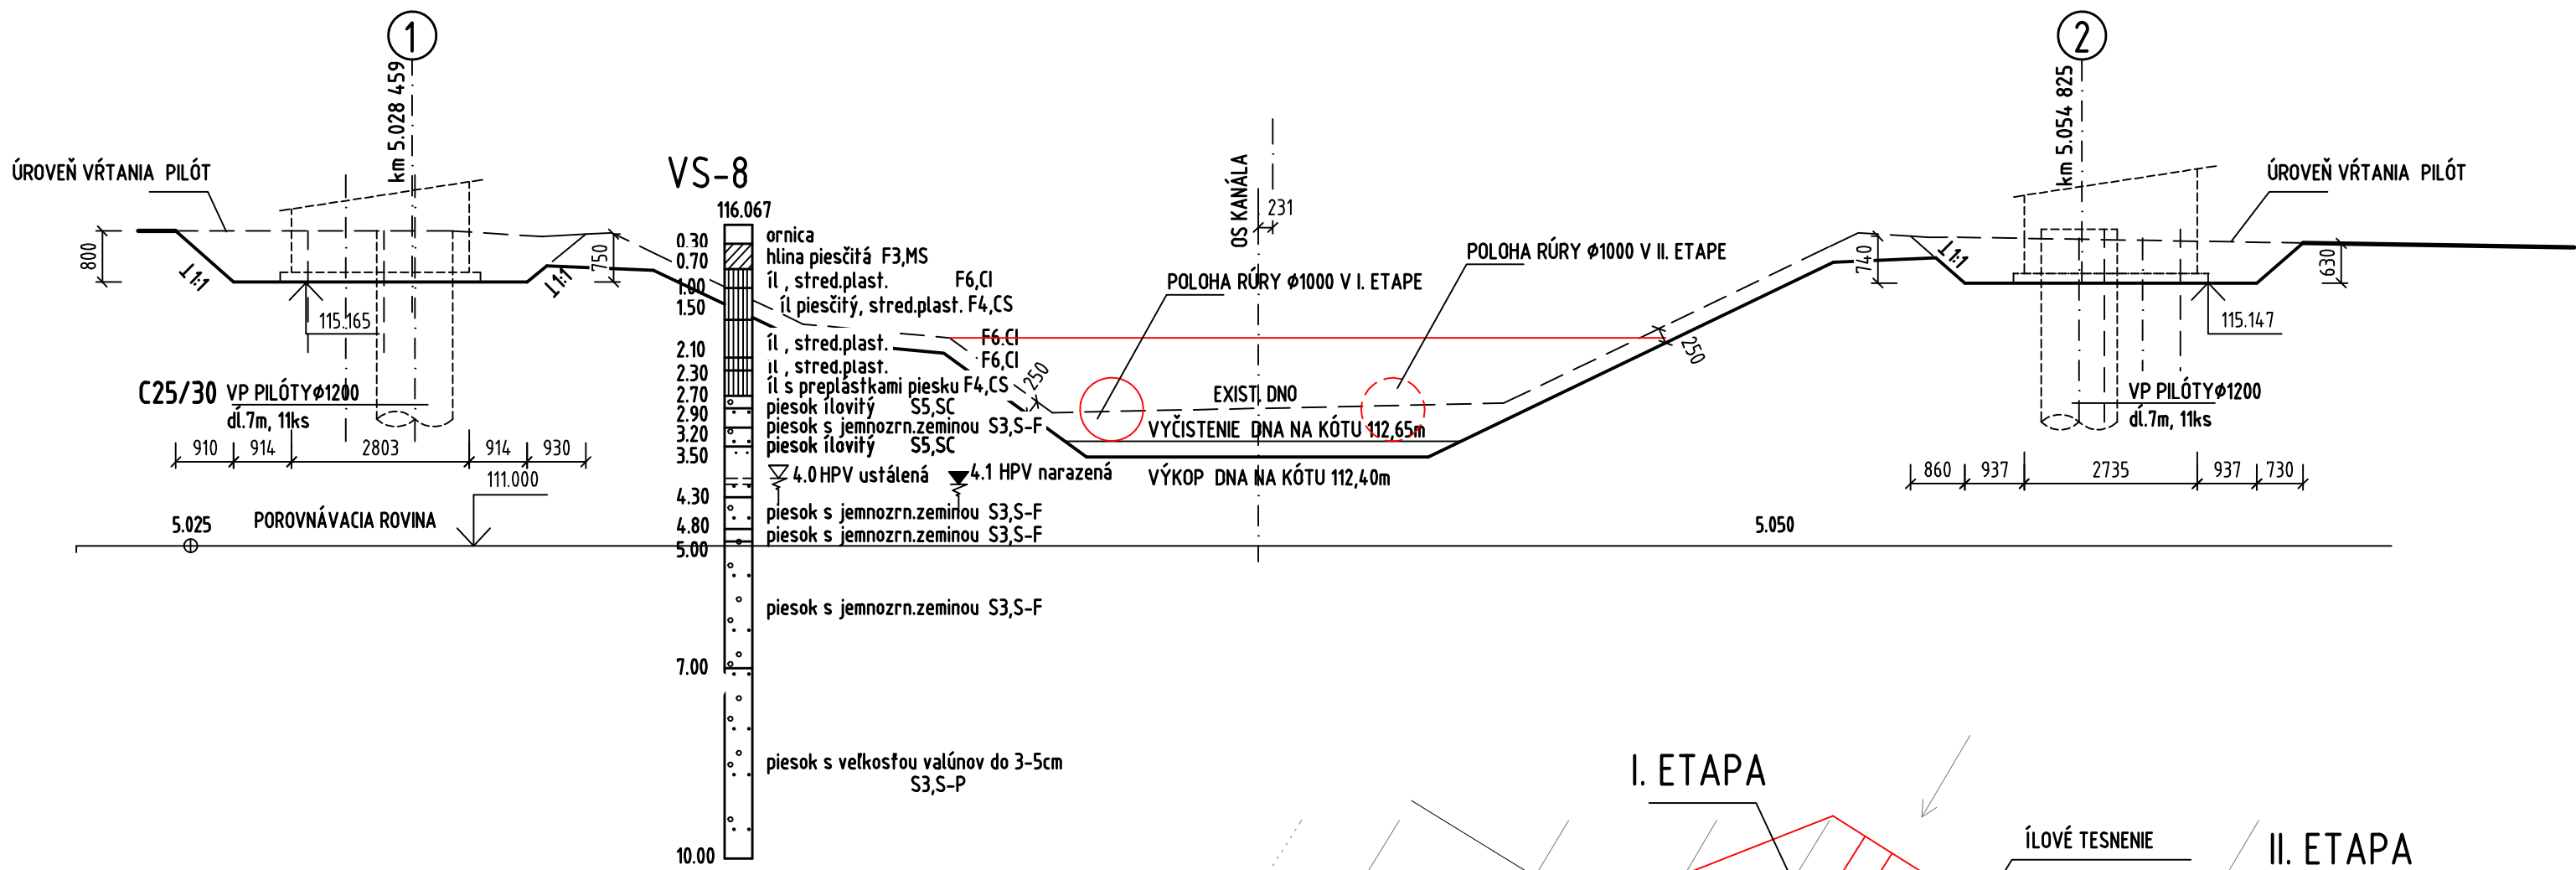 1
2
km 5.028 459
km 5.054 825
ÚROVEŇ VŔTANIA PILÓT
VS-8
OS KANÁLA
231
ÚROVEŇ VŔTANIA PILÓT
116.067
800
1:1
1:1
750
115.165
0.30 ornica
0.70 hlina piesčitá F3,MS
1.00 íl , stred.plast. F6,CI
1.50 íl piesčitý, stred.plast. F4,CS
2.10 íl , stred.plast. F6.CI
2.30 íl , stred.plast. F6,CI
2.70 íl s preplástkami piesku F4,CS
2.90 piesok ílovitý S5,SC
3.20 piesok s jemnozrn.zeminou S3,S-F
3.50 piesok ílovitý S5,SC
4.0 HPV ustálená
4.1 HPV narazená
4.30
piesok s jemnozrn.zeminou S3,S-F
4.80
piesok s jemnozrn.zeminou S3,S-F
5.00
piesok s jemnozrn.zeminou S3,S-F
7.00
piesok s veľkosťou valúnov do 3-5cm
S3,S-P
10.00
POLOHA RÚRY ϕ1000 V I. ETAPE
POLOHA RÚRY ϕ1000 V II. ETAPE
250
250
EXIST. DNO
VYČISTENIE DNA NA KÓTU 112,65m
VÝKOP DNA NA KÓTU 112,40m
740
1:1
630
115.147
C25/30 VP PILÓTYϕ1200
dĺ.7m, 11ks
VP PILÓTYϕ1200
dĺ.7m, 11ks
910 914 2803 914 930
860 937 2735 937 730
111.000
5.025 POROVNÁVACIA ROVINA
5.050
I. ETAPA
ÍLOVÉ TESNENIE
II. ETAPA